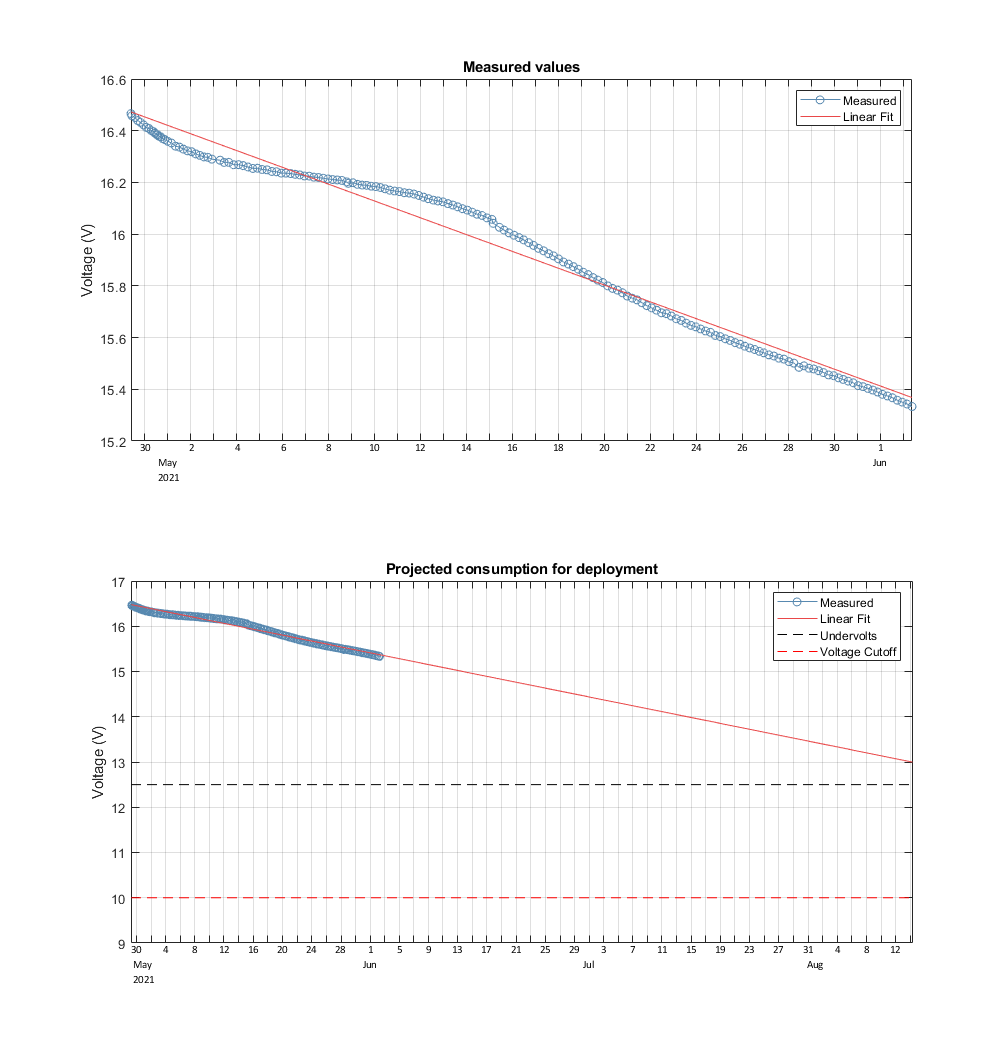 Measured values
16.6
16.4
16.2
16
15.8
15.6
15.4
15.2
Voltage (V)
Measured
Linear Fit
30 2 4 6 8 10 12 14 16 18 20 22 24 26 28 30 1
May Jun
2021
Projected consumption for deployment
17
16
15
14
13
12
11
10
9
Voltage (V)
Measured
Linear Fit
Undervolts
Voltage Cutoff
30 4 8 12 16 20 24 28 1 5 9 13 17 21 25 29 3 7 11 15 19 23 27 31 4 8 12
May Jun Jul Aug
2021